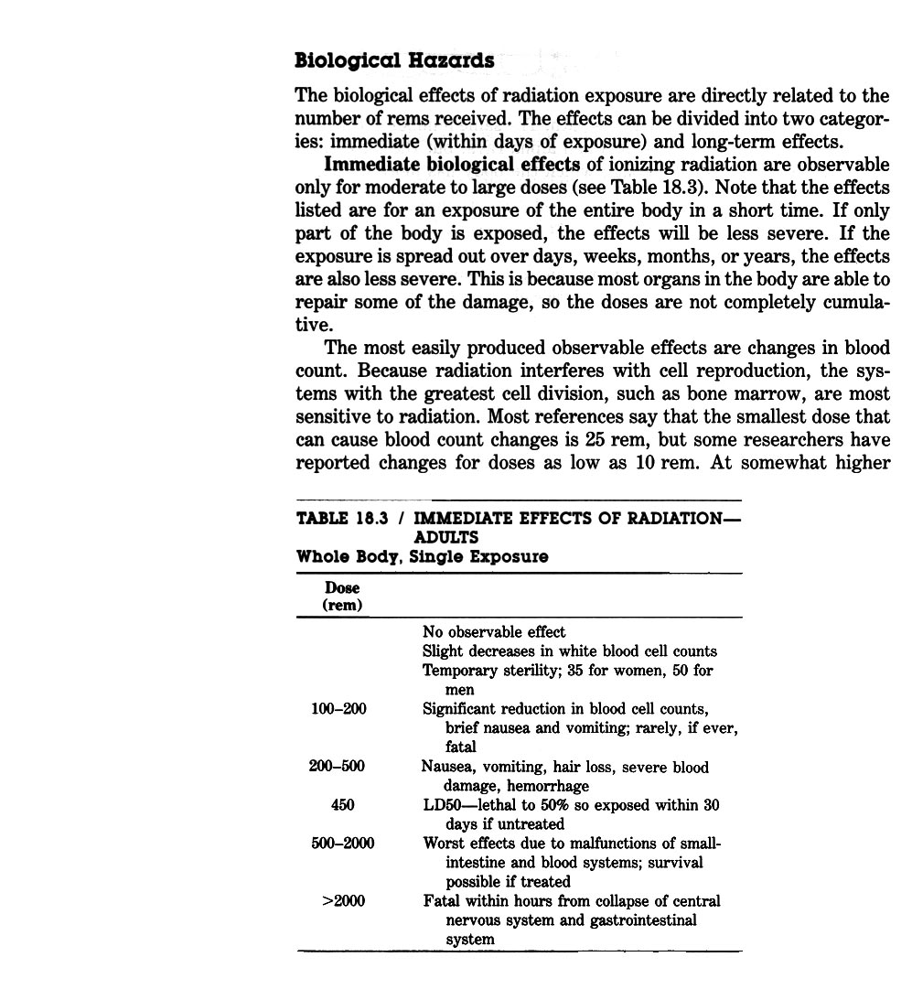 Biological Hazards
The biological effects of radiation exposure are directly related to the
number of rems received. The effects can be divided into two categor-
ies: immediate (within days of exposure) and long-term effects.
Immediate biological effects of ionizing radiation are observable
only for moderate to large doses (see Table 18.3). Note that the effects
listed are for an exposure of the entire body in a short time. If only
part of the body is exposed, the effects will be less severe. If the
exposure is spread out over days, weeks, months, or years, the effects
are also less severe. This is because most organs in the body are able to
repair some of the damage, so the doses are not completely cumula-
tive.
The most easily produced observable effects are changes in blood
count. Because radiation interferes with cell reproduction, the sys-
tems with the greatest cell division, such as bone marrow, are most
sensitive to radiation. Most references say that the smallest dose that
can cause blood count changes is 25 rem, but some researchers have
reported changes for doses as low as 10 rem. At somewhat higher
TABLE 18.3 / IMMEDIATE EFFECTS OF RADIATION—
ADULTS
Whole Body, Single Exposure
Dose
(rem)
No observable effect
Slight decreases in white blood cell counts
Temporary sterility; 35 for women, 50 for
men
100–200 Significant reduction in blood cell counts,
brief nausea and vomiting; rarely, if ever,
fatal
200–500 Nausea, vomiting, hair loss, severe blood
damage, hemorrhage
450 LD50—lethal to 50% so exposed within 30
days if untreated
500–2000 Worst effects due to malfunctions of small-
intestine and blood systems; survival
possible if treated
>2000 Fatal within hours from collapse of central
nervous system and gastrointestinal
system